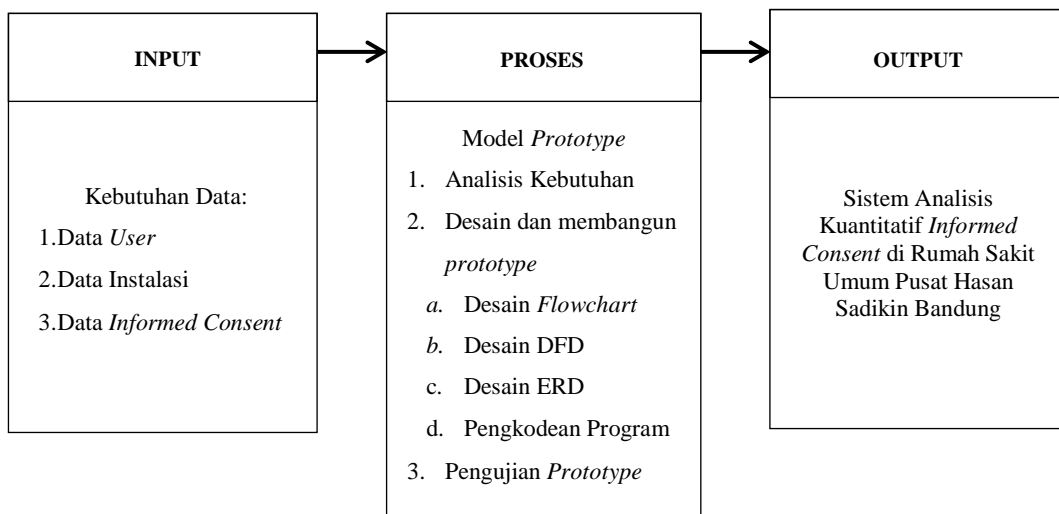 INPUT
Kebutuhan Data:
1.Data User
2.Data Instalasi
3.Data Informed Consent
PROSES
Model Prototype
1. Analisis Kebutuhan
2. Desain dan membangun
prototype
a. Desain Flowchart
b. Desain DFD
c. Desain ERD
d. Pengkodean Program
3. Pengujian Prototype
OUTPUT
Sistem Analisis
Kuantitatif Informed
Consent di Rumah Sakit
Umum Pusat Hasan
Sadikin Bandung